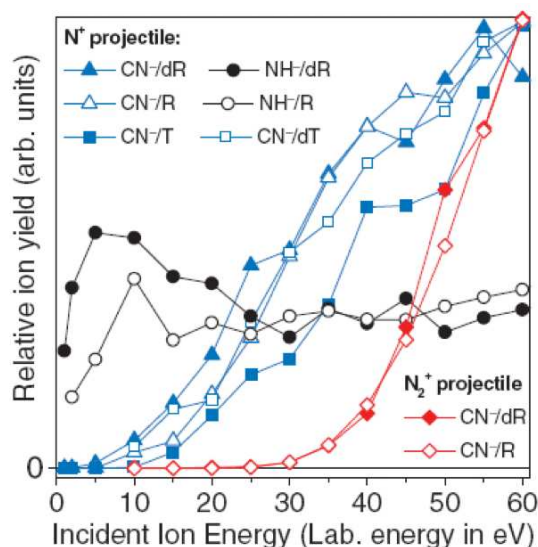 N⁺ projectile:
CN⁻/dR NH⁻/dR
CN⁻/R NH⁻/R
CN⁻/T CN⁻/dT
Relative ion yield (arb. units)
N₂⁺ projectile
CN⁻/dR
CN⁻/R
0
0 10 20 30 40 50 60
Incident Ion Energy (Lab. energy in eV)